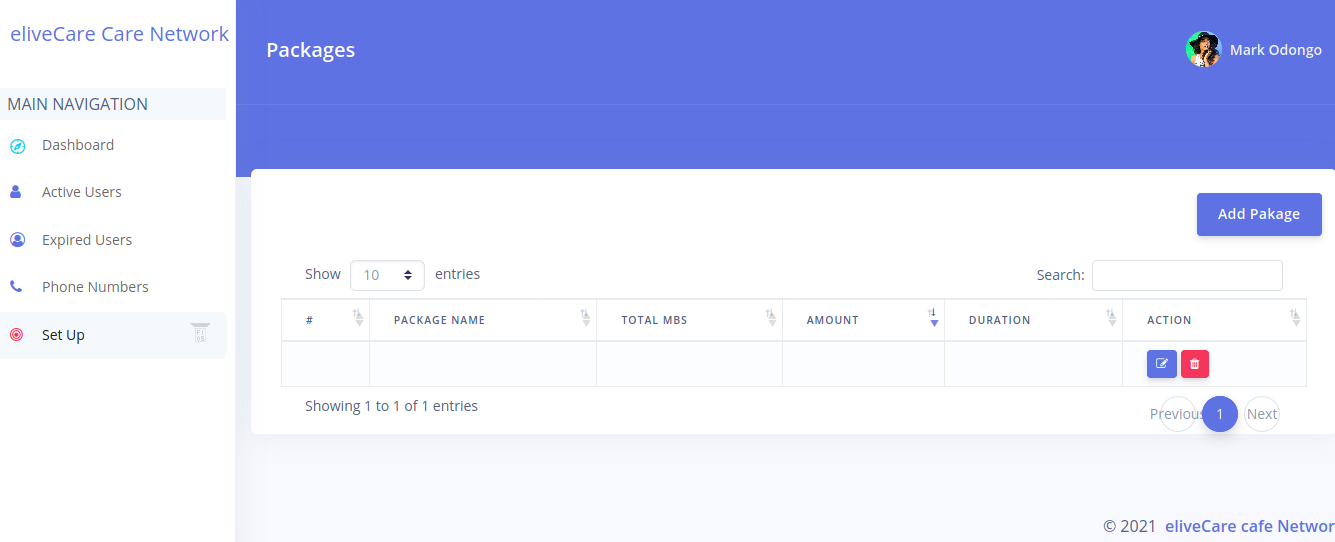 eliveCare Care Network
Packages
Mark Odongo
MAIN NAVIGATION
Dashboard
Active Users
Expired Users
Phone Numbers
Set Up
Add Pakage
Show 10 entries
Search:
# PACKAGE NAME TOTAL MBS AMOUNT DURATION ACTION
Showing 1 to 1 of 1 entries
Previous 1 Next
© 2021 eliveCare cafe Networ